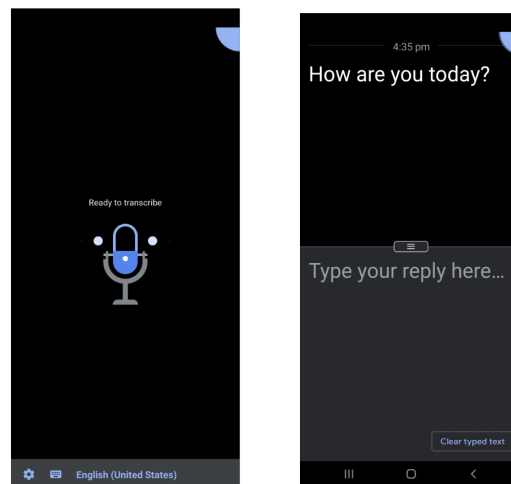 Ready to transcribe
English (United States)
4:35 pm
How are you today?
Type your reply here...
Clear typed text